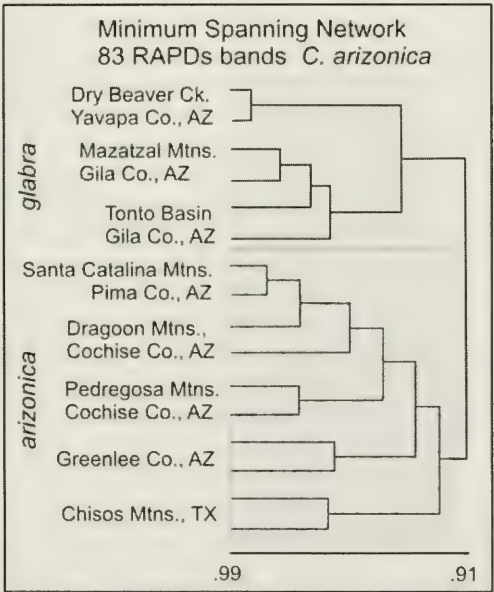 Minimum Spanning Network
83 RAPDs bands C. arizonica
glabra
Dry Beaver Ck.
Yavapa Co., AZ
Mazatzal Mtns.
Gila Co., AZ
Tonto Basin
Gila Co., AZ
arizonica
Santa Catalina Mtns.
Pima Co., AZ
Dragoon Mtns.,
Cochise Co., AZ
Pedregosa Mtns.
Cochise Co., AZ
Greenlee Co., AZ
Chisos Mtns., TX
.99 .91